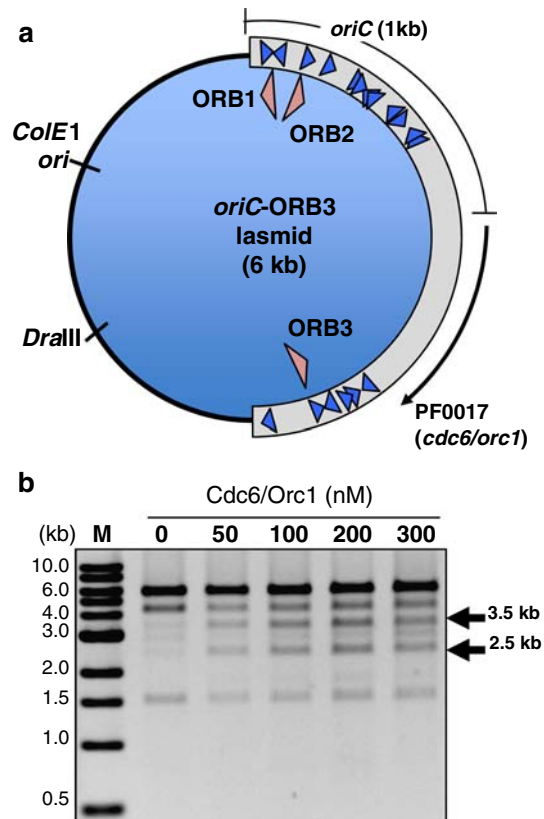 a
oriC (1kb)
ORB1
ORB2
ColE1
ori
oriC-ORB3
lasmid
(6 kb)
DraIII
ORB3
PF0017
(cdc6/orc1)
b
Cdc6/Orc1 (nM)
(kb) M 0 50 100 200 300
10.0
6.0
4.0
3.0
2.0
1.5
1.0
0.5
3.5 kb
2.5 kb